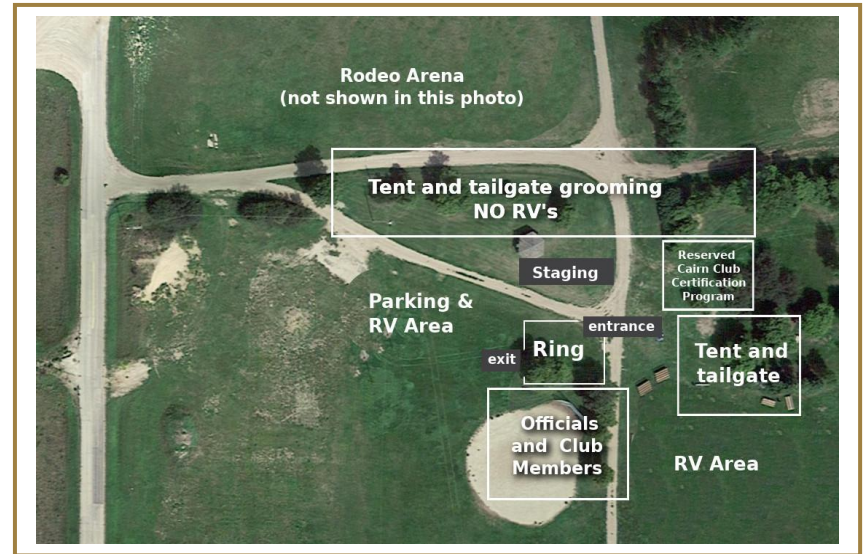 Rodeo Arena
(not shown in this photo)
Tent and tailgate grooming
NO RV's
Reserved
Cairn Club
Certification
Program
Staging
Parking &
RV Area
entrance
exit
Ring
Tent and
tailgate
Officials
and Club
Members
RV Area